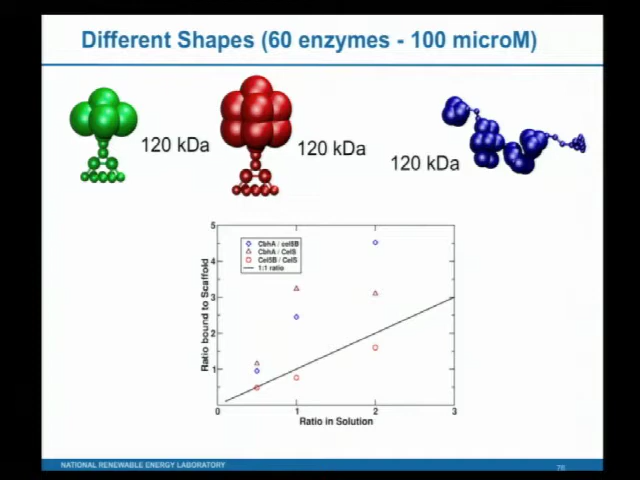 Different Shapes (60 enzymes - 100 microM)
120 kDa
120 kDa
120 kDa
5
4
3
2
1
CbhA / cel5B
CbhA / CelS
Cel5B / CelS
1:1 ratio
Ratio bound to Scaffold
0 1 2 3
Ratio in Solution
NATIONAL RENEWABLE ENERGY LABORATORY
76